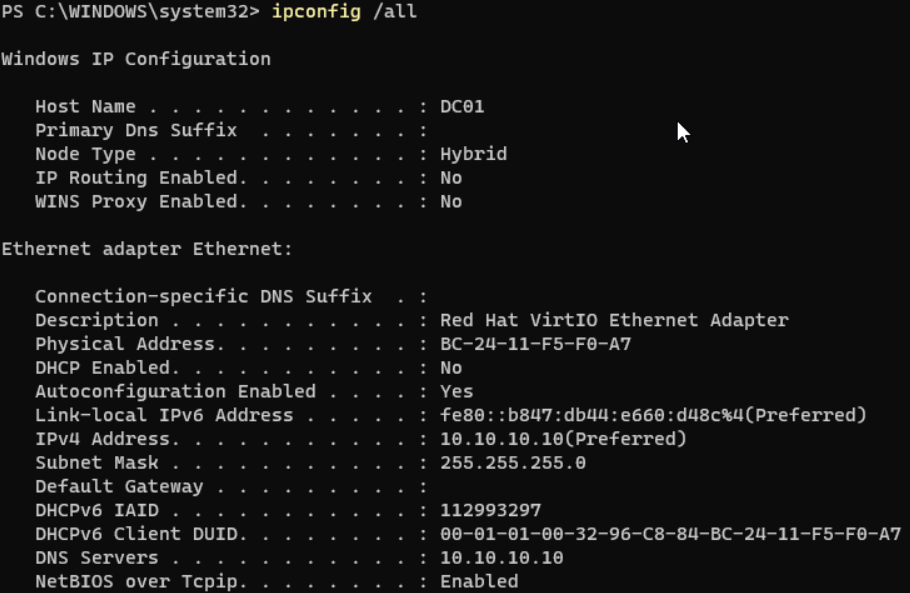 PS C:\WINDOWS\system32> ipconfig /all
Windows IP Configuration
Host Name . . . . . . . . . . . . : DC01
Primary Dns Suffix  . . . . . . . :
Node Type . . . . . . . . . . . . : Hybrid
IP Routing Enabled. . . . . . . . : No
WINS Proxy Enabled. . . . . . . . : No
Ethernet adapter Ethernet:
Connection-specific DNS Suffix  . :
Description . . . . . . . . . . . : Red Hat VirtIO Ethernet Adapter
Physical Address. . . . . . . . . : BC-24-11-F5-F0-A7
DHCP Enabled. . . . . . . . . . . : No
Autoconfiguration Enabled . . . . : Yes
Link-local IPv6 Address . . . . . : fe80::b847:db44:e660:d48c%4(Preferred)
IPv4 Address. . . . . . . . . . . : 10.10.10.10(Preferred)
Subnet Mask . . . . . . . . . . . : 255.255.255.0
Default Gateway . . . . . . . . . :
DHCPv6 IAID . . . . . . . . . . . : 112993297
DHCPv6 Client DUID. . . . . . . . : 00-01-01-00-32-96-C8-84-BC-24-11-F5-F0-A7
DNS Servers . . . . . . . . . . . : 10.10.10.10
NetBIOS over Tcpip. . . . . . . . : Enabled